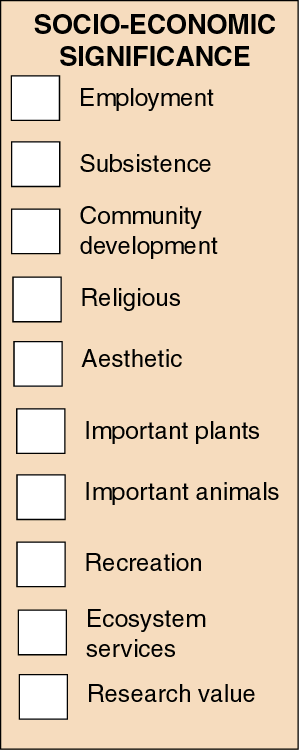 SOCIO-ECONOMIC
SIGNIFICANCE
Employment
Subsistence
Community
development
Religious
Aesthetic
Important plants
Important animals
Recreation
Ecosystem
services
Research value